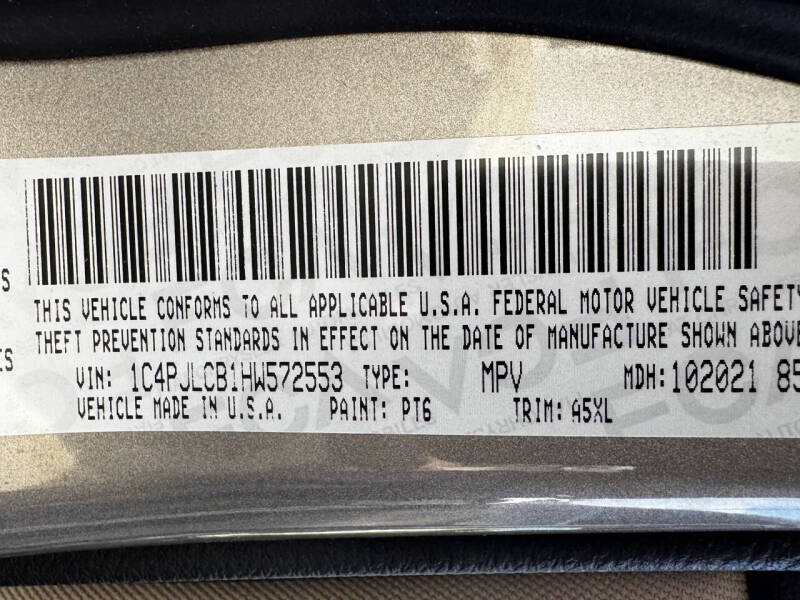 S
THIS VEHICLE CONFORMS TO ALL APPLICABLE U.S.A. FEDERAL MOTOR VEHICLE SAFETY
THEFT PREVENTION STANDARDS IN EFFECT ON THE DATE OF MANUFACTURE SHOWN ABOVE
ES
VIN: 1C4PJLCB1HW572553 TYPE: MPV MDH: 102021 85
VEHICLE MADE IN U.S.A. PAINT: PT6 TRIM: A5XL